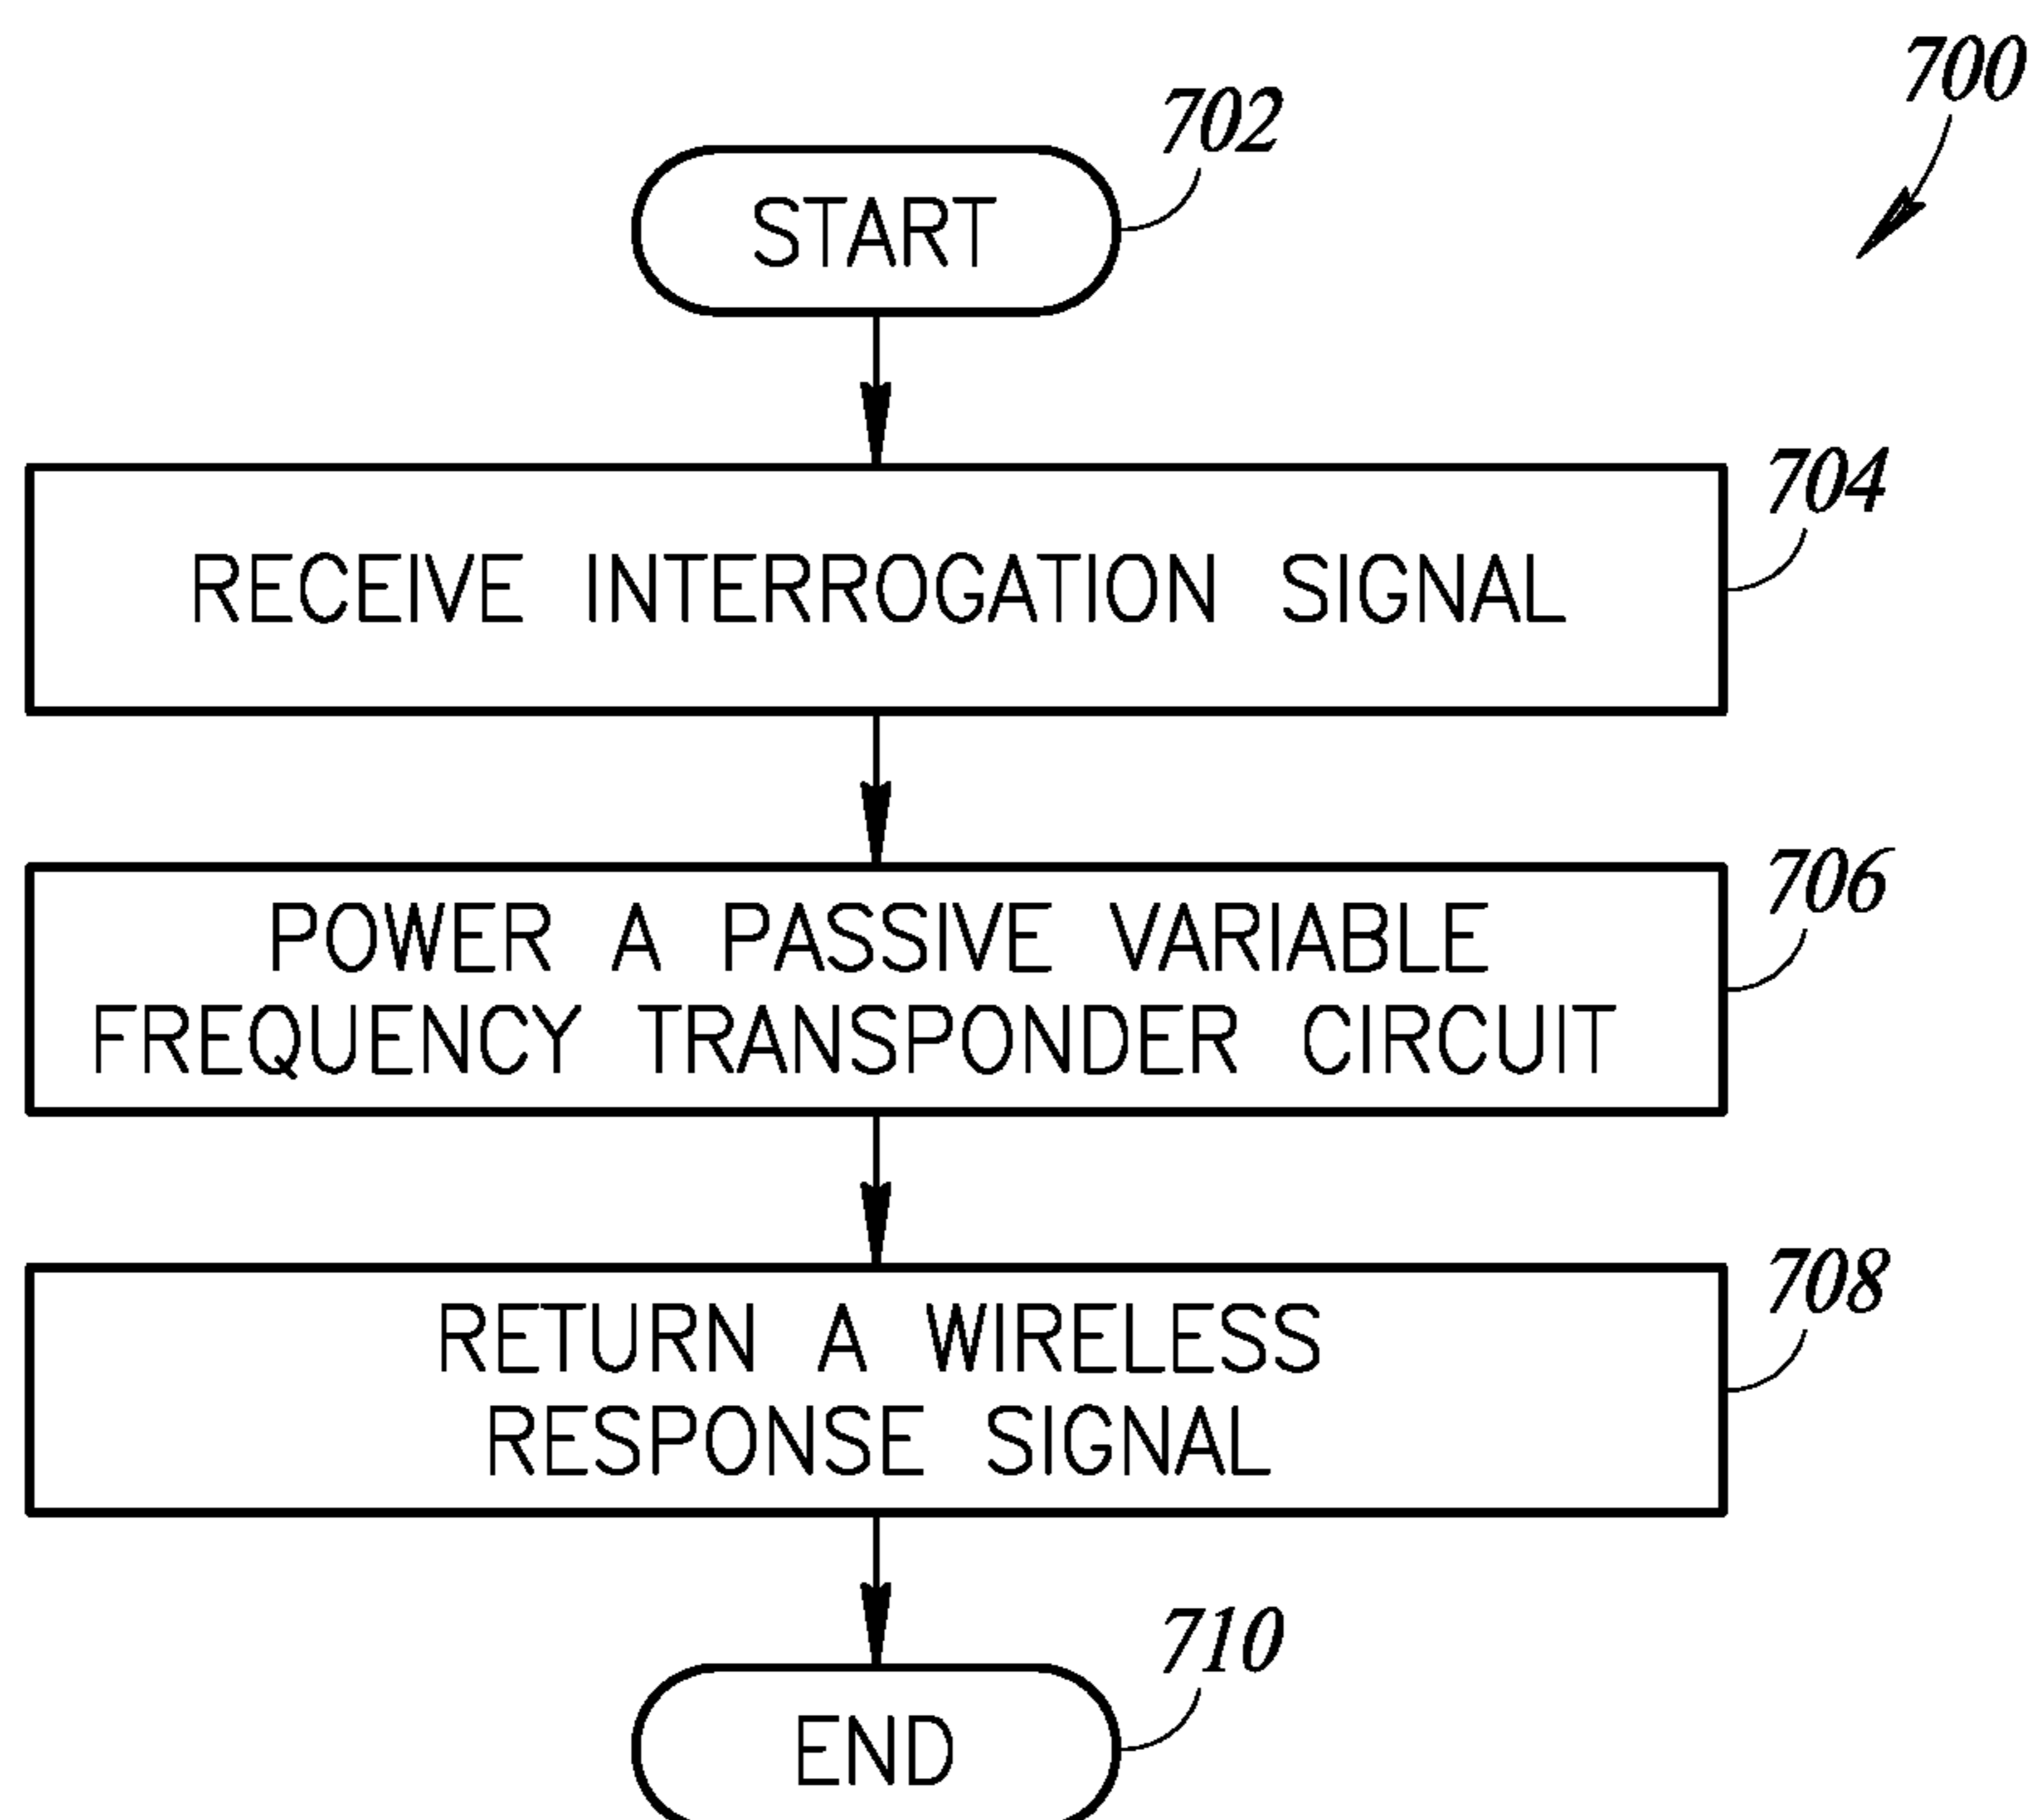 700
702
START
704
RECEIVE INTERROGATION SIGNAL
706
POWER A PASSIVE VARIABLE
FREQUENCY TRANSPONDER CIRCUIT
708
RETURN A WIRELESS
RESPONSE SIGNAL
710
END